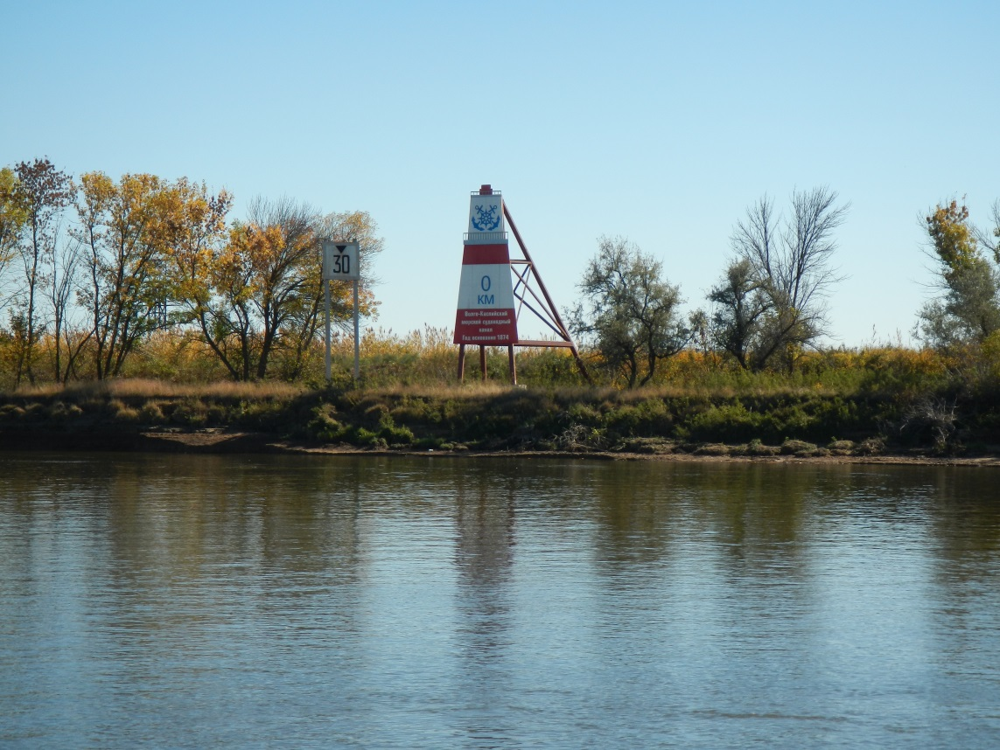 30
0
КМ
Волго-Каспийский
морской судоходный
канал
Год основания 1874